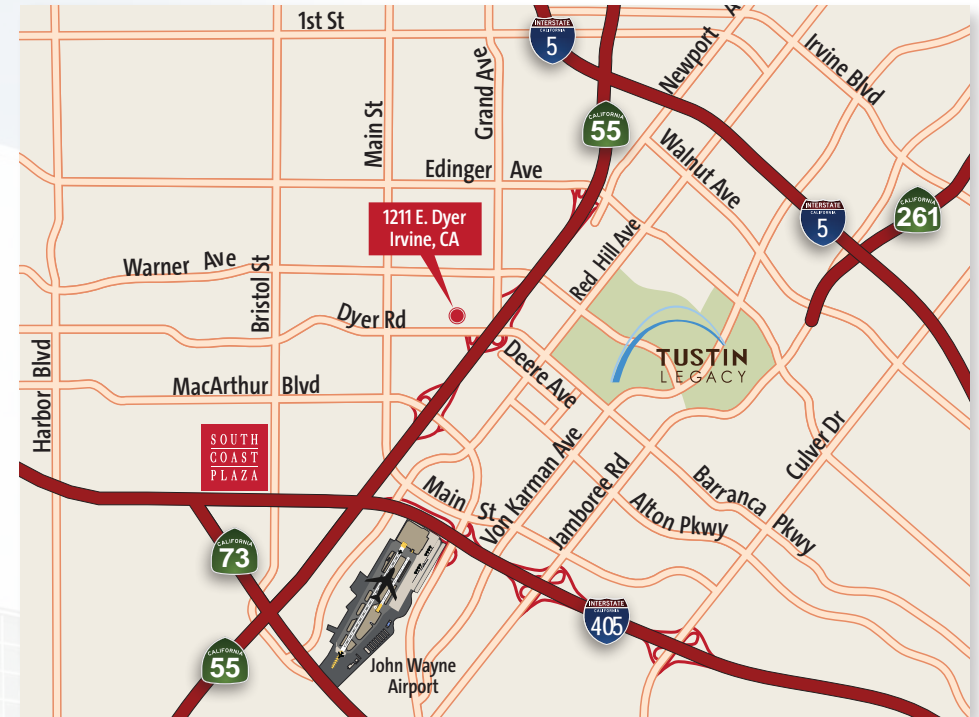 1st St
INTERSTATE
CALIFORNIA
5
Newport
A
Irvine Blvd
Main St
Grand Ave
CALIFORNIA
55
Walnut Ave
Edinger Ave
INTERSTATE
CALIFORNIA
5
CALIFORNIA
261
1211 E. Dyer
Irvine, CA
Warner Ave
Bristol St
Red Hill Ave
Dyer Rd
TUSTIN
LEGACY
Deere Ave
Harbor Blvd
MacArthur Blvd
SOUTH
COAST
PLAZA
Culver Dr
Main St
Von Karman Ave
Jamboree Rd
Barranca Pkwy
Alton Pkwy
CALIFORNIA
73
INTERSTATE
CALIFORNIA
405
CALIFORNIA
55
John Wayne
Airport